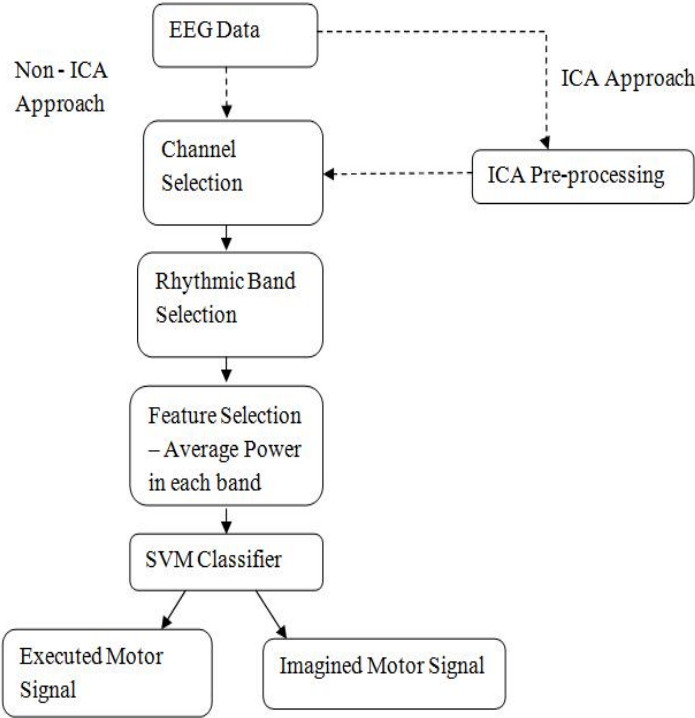 EEG Data
Non - ICA
Approach
ICA Approach
Channel
Selection
ICA Pre-processing
Rhythmic Band
Selection
Feature Selection
– Average Power
in each band
SVM Classifier
Executed Motor
Signal
Imagined Motor Signal